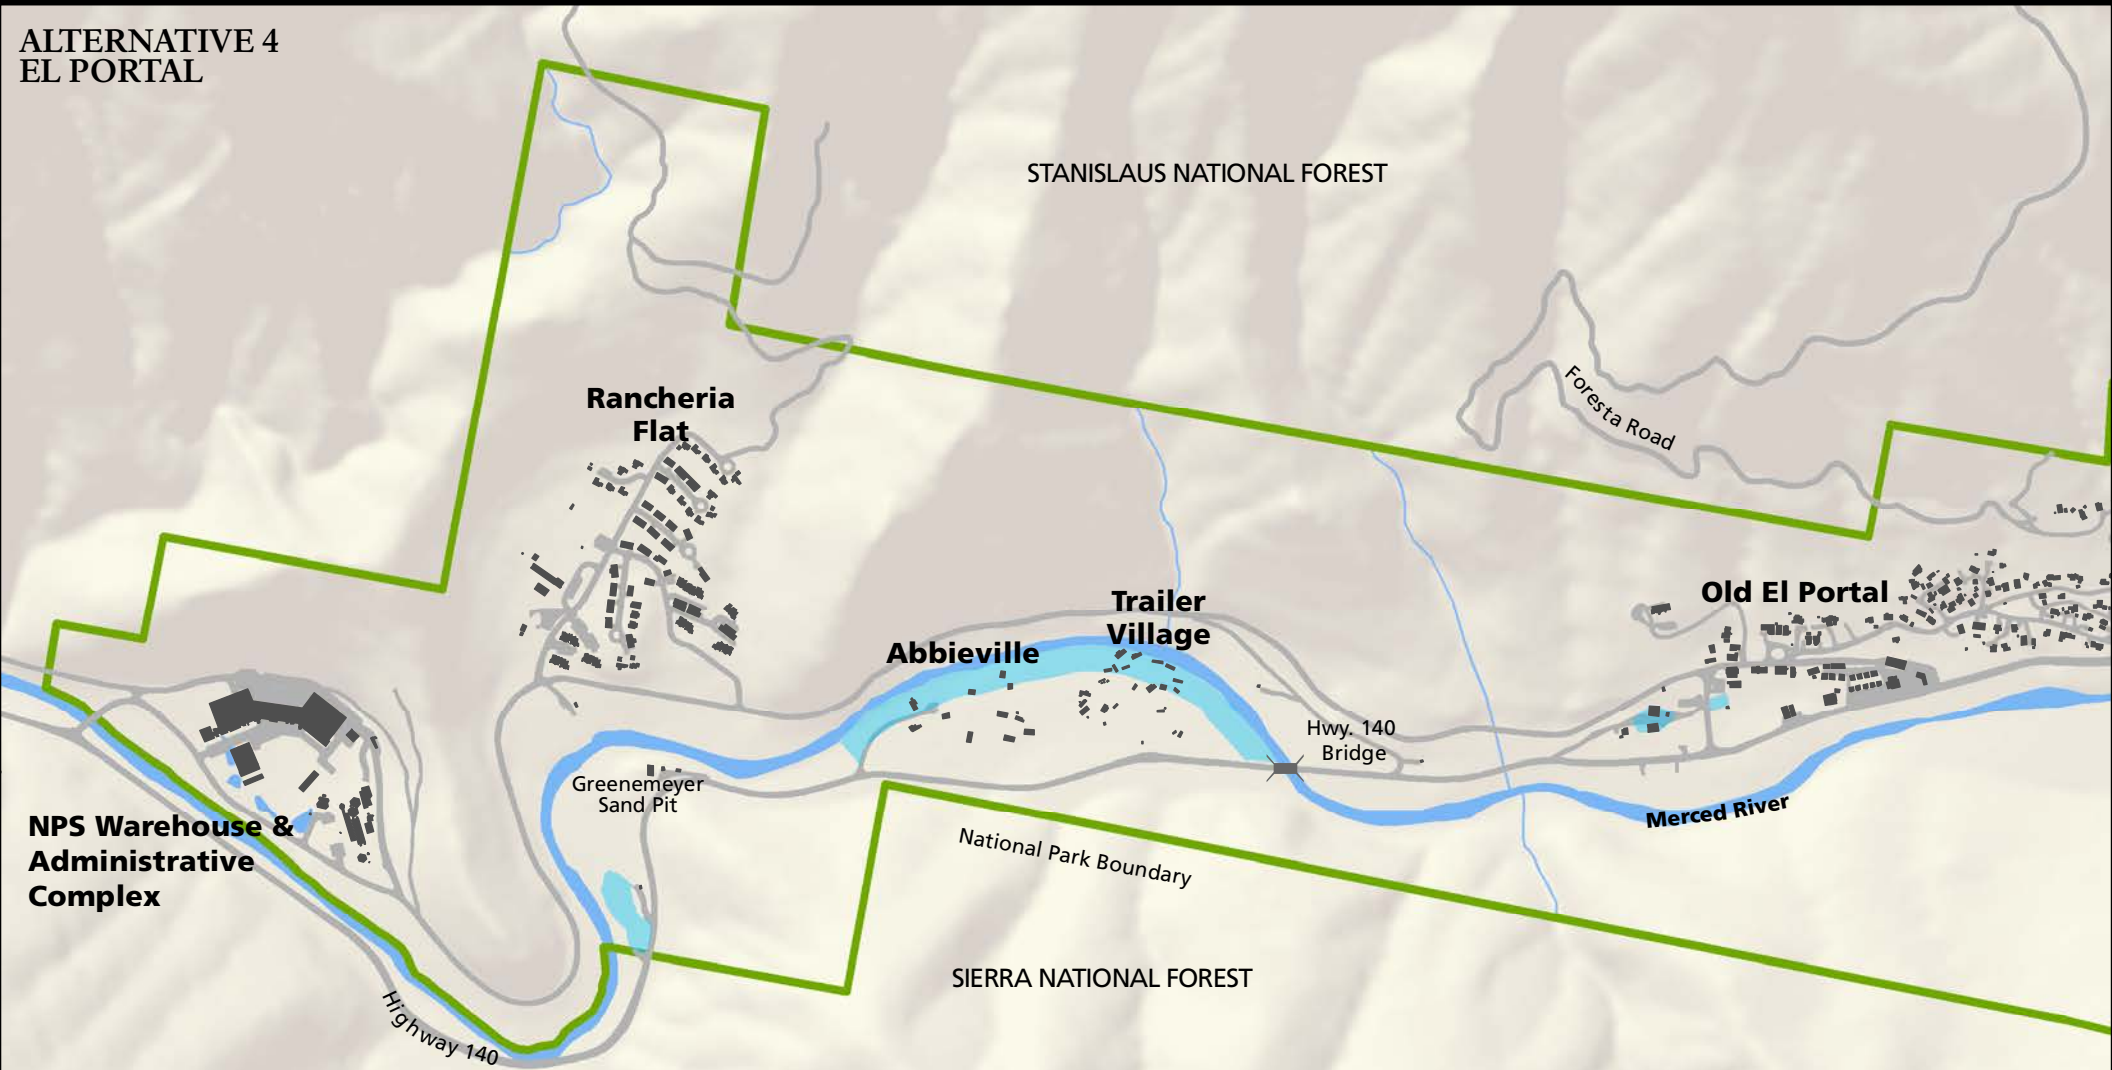 ALTERNATIVE 4
EL PORTAL
STANISLAUS NATIONAL FOREST
Rancheria
Flat
Foresta Road
Old El Portal
Trailer
Village
Abbieville
Hwy. 140
Bridge
Greenemeyer
Sand Pit
Merced River
NPS Warehouse &
Administrative
Complex
National Park Boundary
SIERRA NATIONAL FOREST
Highway 140